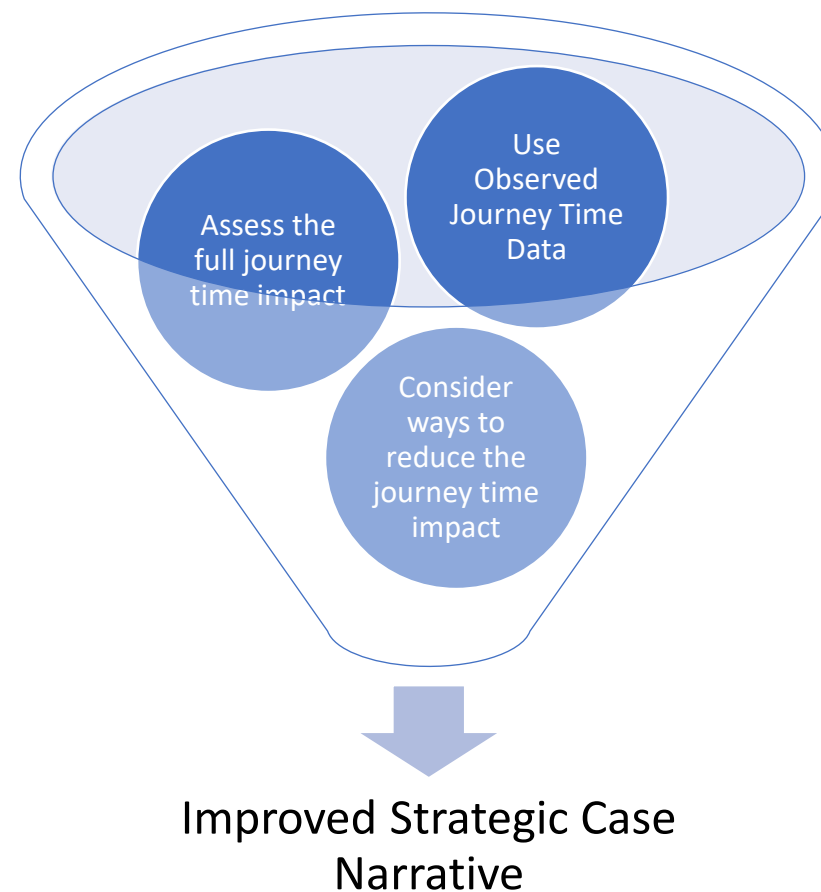 Use
Observed
Journey Time
Data
Assess the
full journey
time impact
Consider
ways to
reduce the
journey time
impact
Improved Strategic Case
Narrative